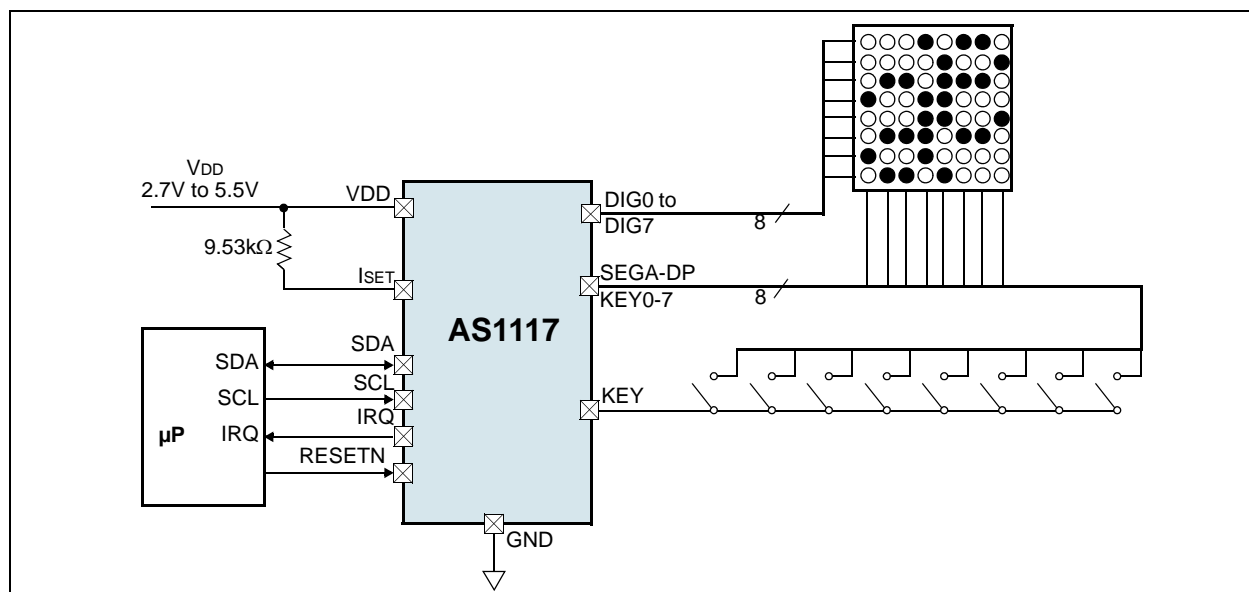 VDD
2.7V to 5.5V
9.53kΩ
VDD
ISET
SDA
SCL
IRQ
RESETN
µP
SDA
SCL
IRQ
AS1117
GND
DIG0 to
DIG7
8
SEGA-DP
KEY0-7
8
KEY